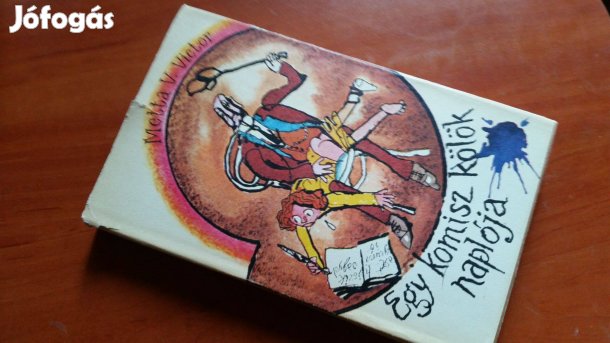 Jófogás
Metta V. Victor
Egy komisz kölök
naplója